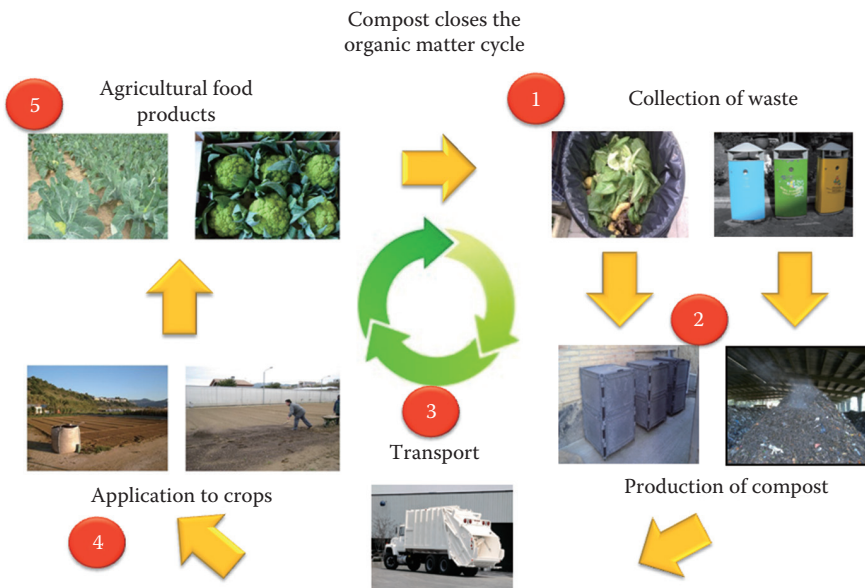 Compost closes the
organic matter cycle
5
Agricultural food
products
1
Collection of waste
2
3
Transport
Application to crops
Production of compost
4